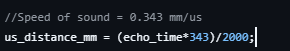 //Speed of sound = 0.343 mm/us
us_distance_mm = (echo_time*343)/2000;